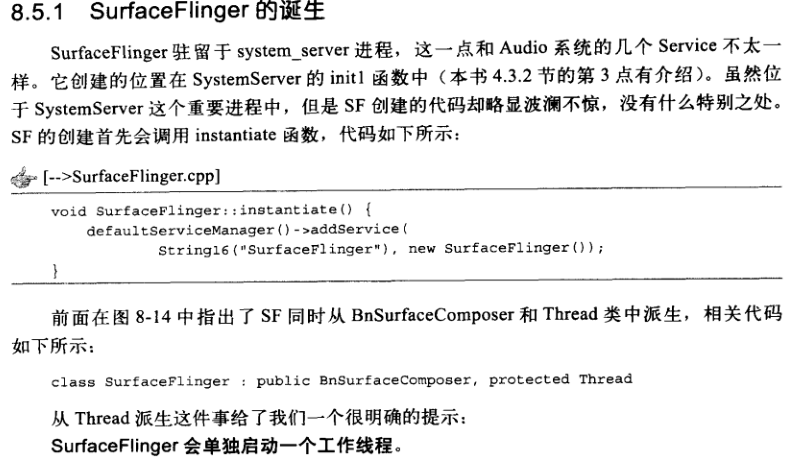 8.5.1 SurfaceFlinger 的诞生
SurfaceFlinger 驻留于 system_server 进程，这一点和 Audio 系统的几个 Service 不太一
样。它创建的位置在 SystemServer 的 init1 函数中（本书 4.3.2 节的第 3 点有介绍）。虽然位
于 SystemServer 这个重要进程中，但是 SF 创建的代码却略显波澜不惊，没有什么特别之处。
SF 的创建首先会调用 instantiate 函数，代码如下所示：
[-->SurfaceFlinger.cpp]
void SurfaceFlinger::instantiate() {
defaultServiceManager()->addService(
String16("SurfaceFlinger"), new SurfaceFlinger());
}
前面在图 8-14 中指出了 SF 同时从 BnSurfaceComposer 和 Thread 类中派生，相关代码
如下所示：
class SurfaceFlinger : public BnSurfaceComposer, protected Thread
从 Thread 派生这件事给了我们一个很明确的提示：
SurfaceFlinger 会单独启动一个工作线程。